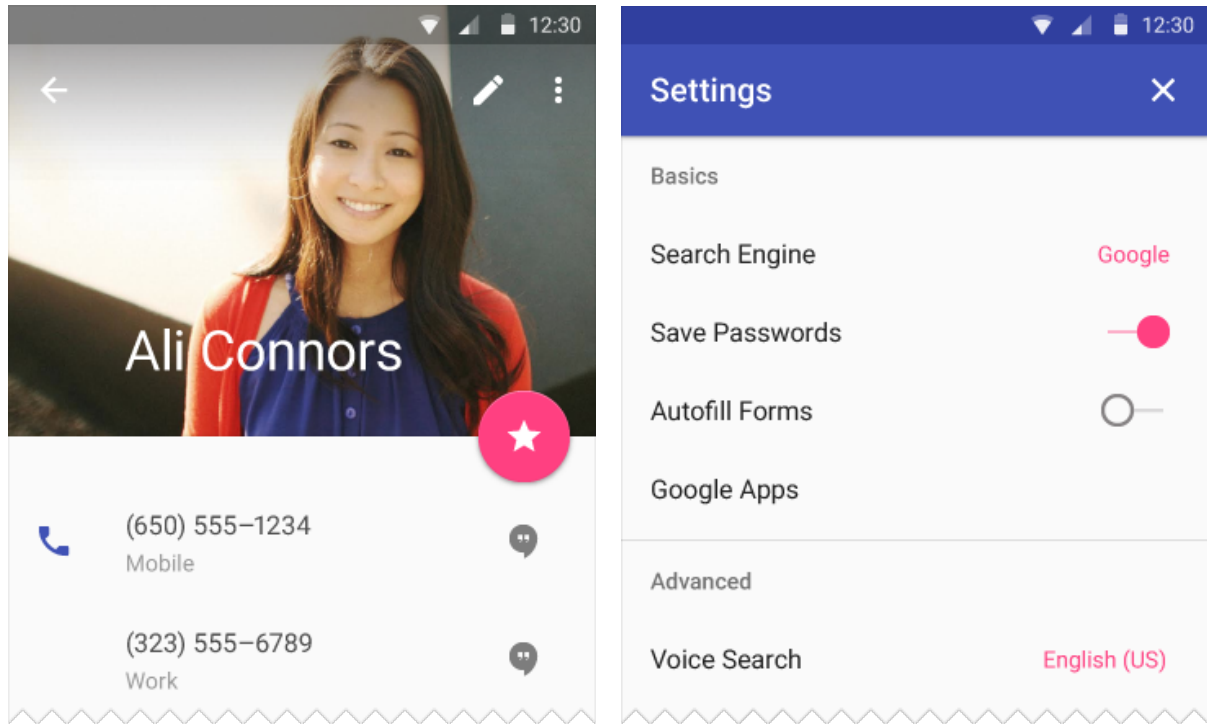 12:30
Ali Connors
(650) 555–1234
Mobile
(323) 555–6789
Work
12:30
Settings
Basics
Search Engine Google
Save Passwords
Autofill Forms
Google Apps
Advanced
Voice Search English (US)